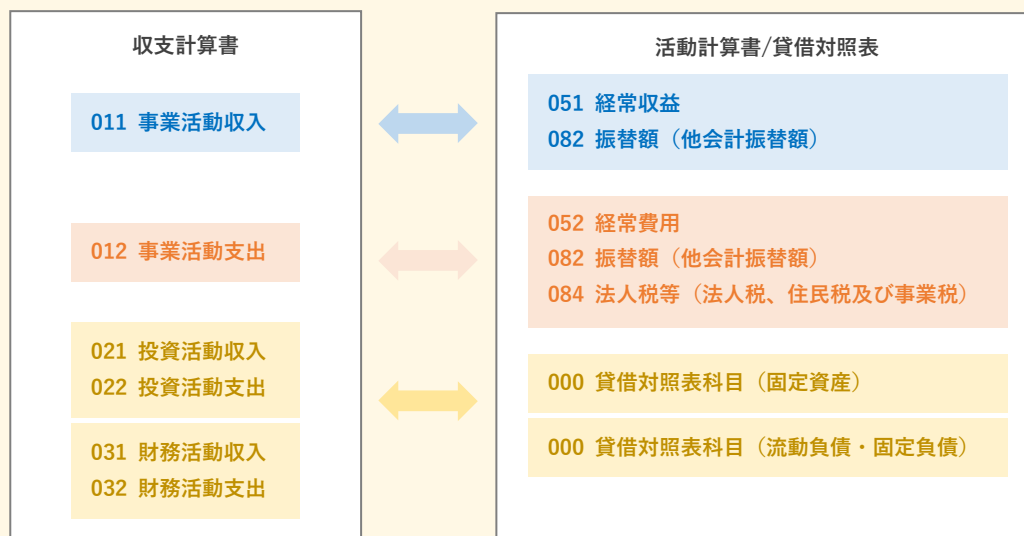 収支計算書
011 事業活動収入
012 事業活動支出
021 投資活動収入
022 投資活動支出
031 財務活動収入
032 財務活動支出
活動計算書/貸借対照表
051 経常収益
082 振替額（他会計振替額）
052 経常費用
082 振替額（他会計振替額）
084 法人税等（法人税、住民税及び事業税）
000 貸借対照表科目（固定資産）
000 貸借対照表科目（流動負債・固定負債）